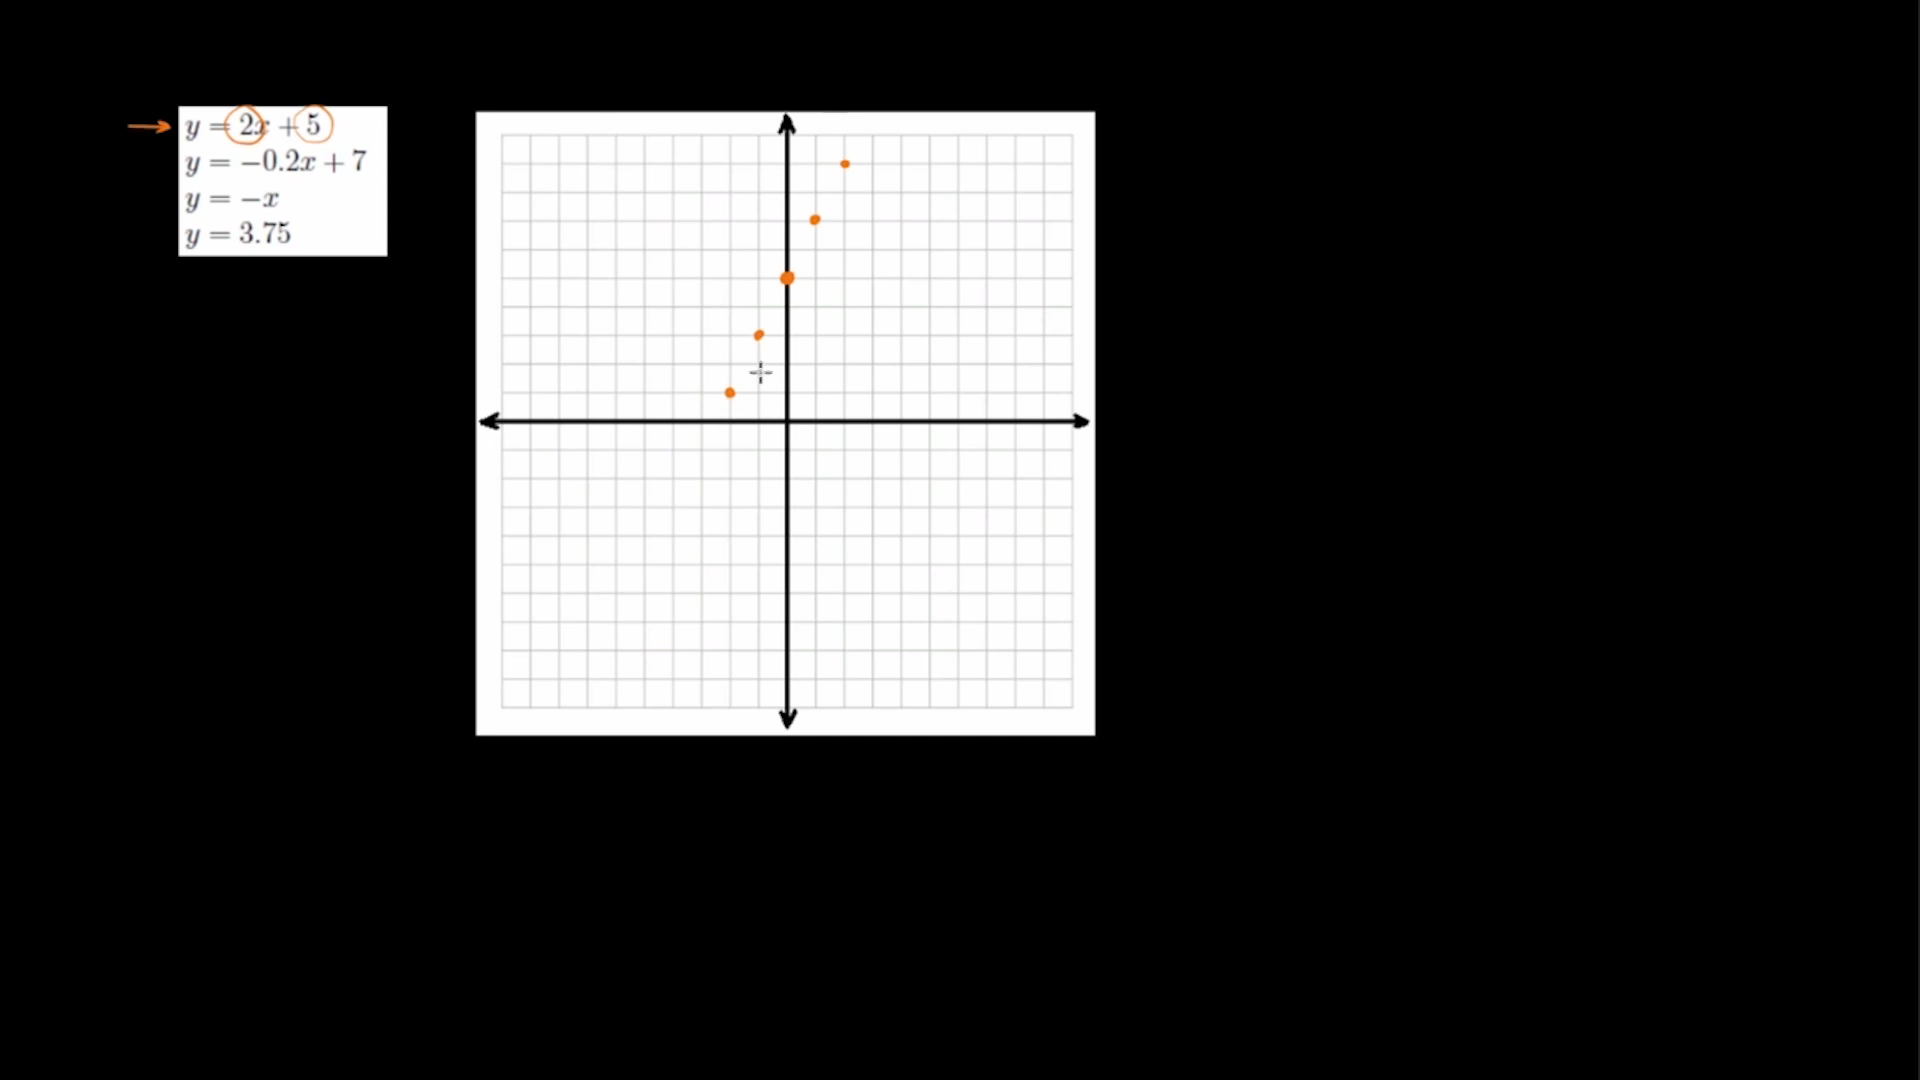 y = 2x + 5
y = −0.2x + 7
y = −x
y = 3.75